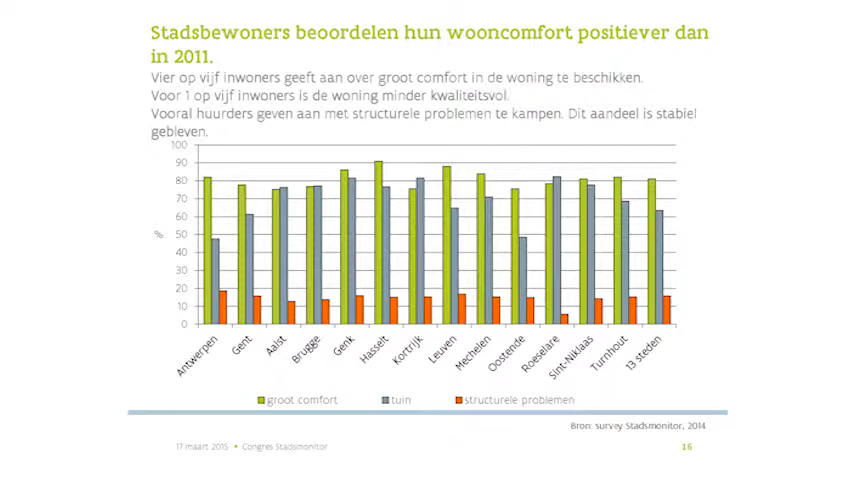 Stadsbewoners beoordelen hun wooncomfort positiever dan
in 2011.
Vier op vijf inwoners geeft aan over groot comfort in de woning te beschikken.
Voor 1 op vijf inwoners is de woning minder kwaliteitsvol.
Vooral huurders geven aan met structurele problemen te kampen. Dit aandeel is stabiel
gebleven.
100
90
80
70
60
50
40
30
20
10
0
%
Antwerpen
Gent
Aalst
Brugge
Genk
Hasselt
Kortrijk
Leuven
Mechelen
Oostende
Roeselare
Sint-Niklaas
Turnhout
13 steden
groot comfort
tuin
structurele problemen
Bron: survey Stadsmonitor, 2014
17 maart 2015 • Congres Stadsmonitor
16